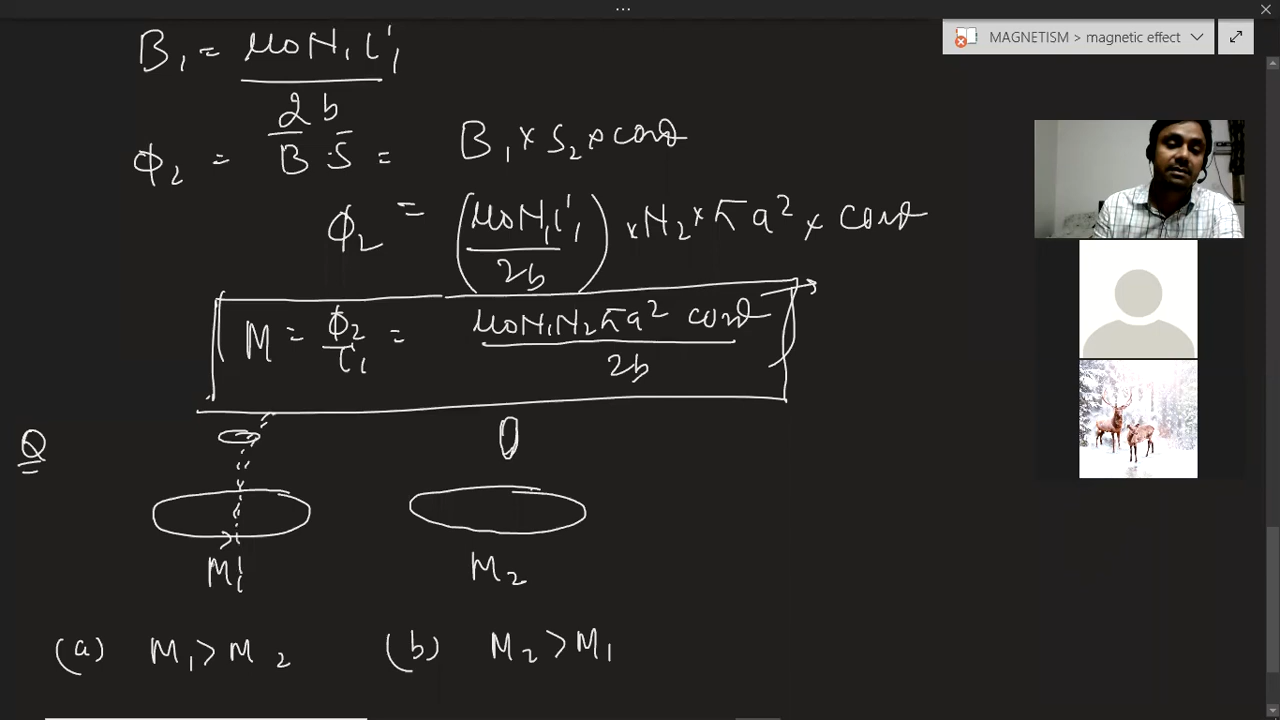 ...
MAGNETISM > magnetic effect
B₁ = μ₀N₁i₁
2b
Φ₂ = B.S = B₁ × S₂ × cosθ
Φ₂ = (μ₀N₁i₁ / 2b) × N₂ × πa² × cosθ
M = Φ₂/i₁ = μ₀N₁N₂πa² cosθ / 2b
Q
M₁ M₂
(a) M₁ > M₂ (b) M₂ > M₁